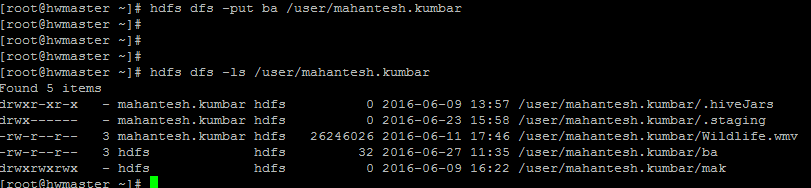 [root@hwmaster ~]# hdfs dfs -put ba /user/mahantesh.kumbar
[root@hwmaster ~]#
[root@hwmaster ~]#
[root@hwmaster ~]#
[root@hwmaster ~]# hdfs dfs -ls /user/mahantesh.kumbar
Found 5 items
drwxr-xr-x   - mahantesh.kumbar hdfs          0 2016-06-09 13:57 /user/mahantesh.kumbar/.hiveJars
drwx------   - mahantesh.kumbar hdfs          0 2016-06-23 15:58 /user/mahantesh.kumbar/.staging
-rw-r--r--   3 mahantesh.kumbar hdfs   26246026 2016-06-11 17:46 /user/mahantesh.kumbar/Wildlife.wmv
-rw-r--r--   3 hdfs             hdfs         32 2016-06-27 11:35 /user/mahantesh.kumbar/ba
drwxrwxrwx   - hdfs             hdfs          0 2016-06-09 16:22 /user/mahantesh.kumbar/mak
[root@hwmaster ~]#